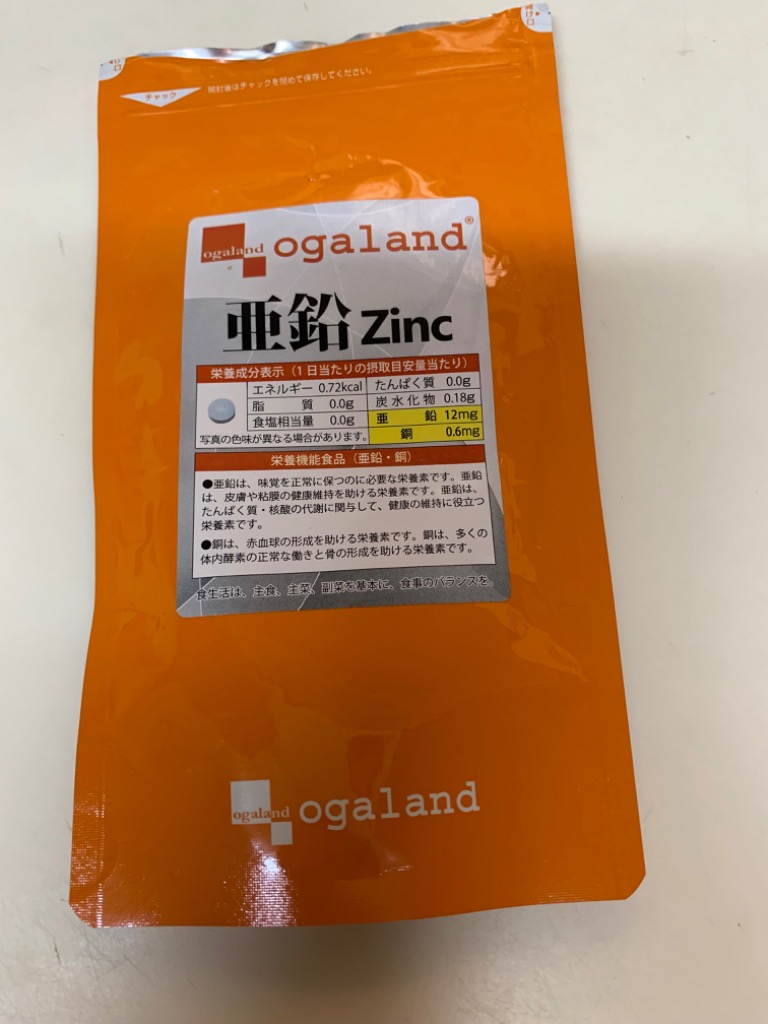 け口
チャック
開封後はチャックを閉めて保存してください。
開け口
ogaland
ogaland®
亜鉛 Zinc
栄養成分表示(1日当たりの摂取目安量当たり)
エネルギー 0.72kcal たんぱく質 0.0g
脂質 0.0g 炭水化物 0.18g
食塩相当量 0.0g 亜鉛 12mg
写真の色味が異なる場合があります。 銅 0.6mg
栄養機能食品(亜鉛・銅)
●亜鉛は、味覚を正常に保つのに必要な栄養素です。亜鉛
は、皮膚や粘膜の健康維持を助ける栄養素です。亜鉛は、
たんぱく質・核酸の代謝に関与して、健康の維持に役立つ
栄養素です。
●銅は、赤血球の形成を助ける栄養素です。銅は、多くの
体内酵素の正常な働きと骨の形成を助ける栄養素です。
食生活は、主食、主菜、副菜を基本に、食事のバランスを。
ogaland
ogaland